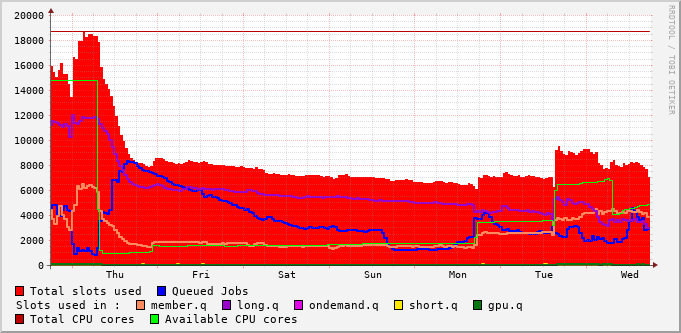 RRDTOOL / TOBI OETIKER
20000
18000
16000
14000
12000
10000
8000
6000
4000
2000
0
Thu Fri Sat Sun Mon Tue Wed
Total slots used Queued Jobs
Slots used in : member.q long.q ondemand.q short.q gpu.q
Total CPU cores Available CPU cores